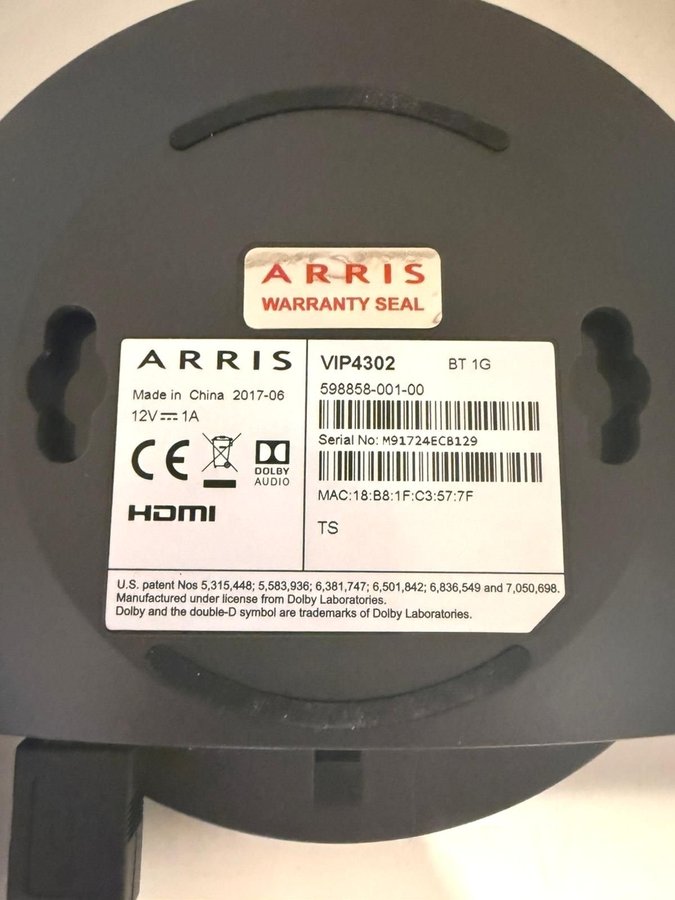 ARRIS
WARRANTY SEAL
ARRIS
Made in China 2017-06
12V⎓1A
CE
DOLBY
AUDIO
HDMI
VIP4302 BT 1G
598858-001-00
Serial No: M91724ECB129
MAC:18:B8:1F:C3:57:7F
TS
U.S. patent Nos 5,315,448; 5,583,936; 6,381,747; 6,501,842; 6,836,549 and 7,050,698.
Manufactured under license from Dolby Laboratories.
Dolby and the double-D symbol are trademarks of Dolby Laboratories.